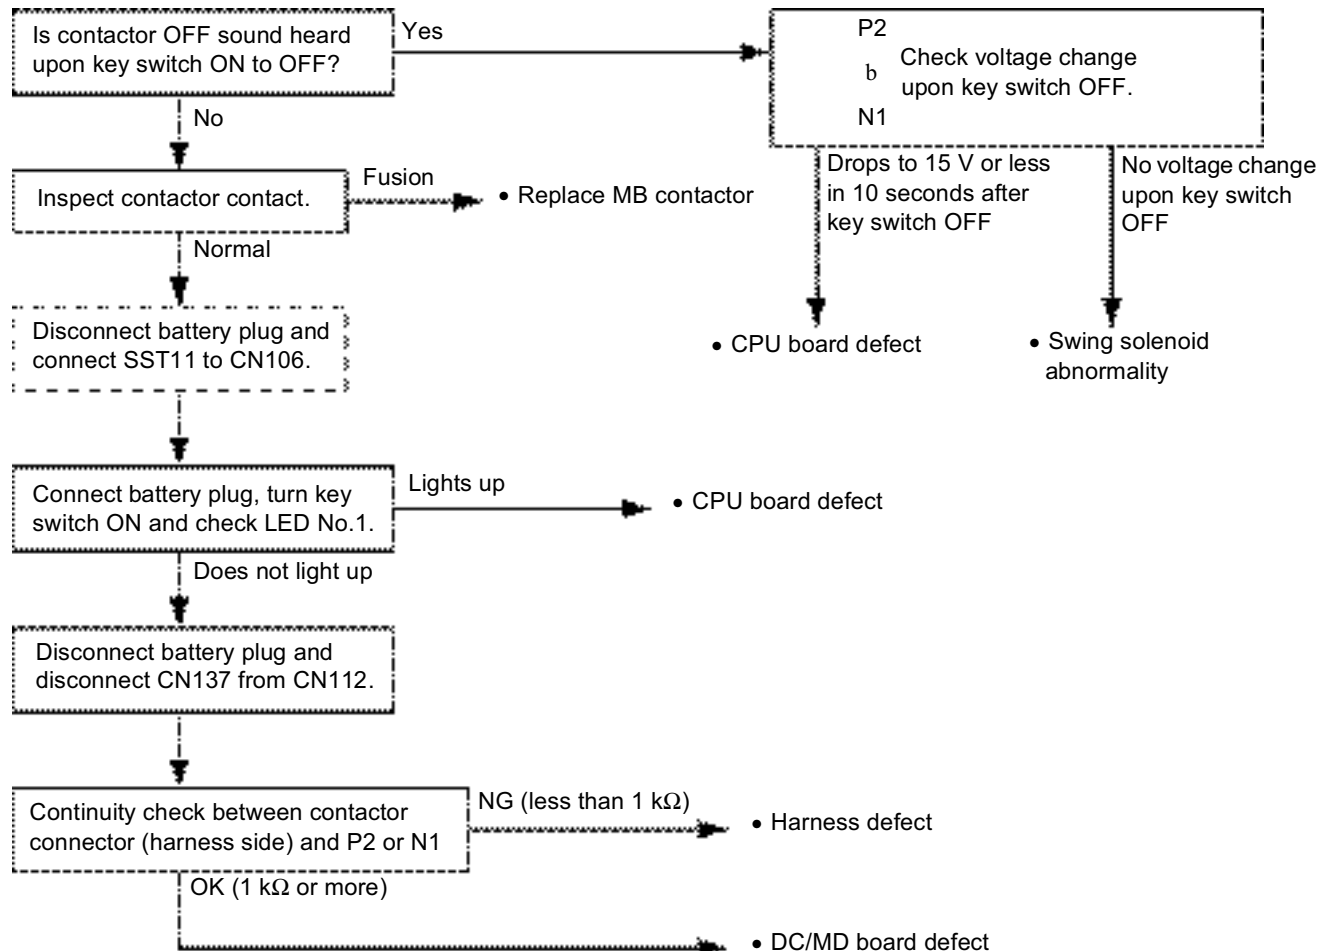 Is contactor OFF sound heard
upon key switch ON to OFF?
Yes
P2
b
N1
Check voltage change
upon key switch OFF.
No
Drops to 15 V or less
in 10 seconds after
key switch OFF
No voltage change
upon key switch
OFF
Inspect contactor contact.
Fusion
• Replace MB contactor
Normal
• CPU board defect
• Swing solenoid
abnormality
Disconnect battery plug and
connect SST11 to CN106.
Connect battery plug, turn key
switch ON and check LED No.1.
Lights up
• CPU board defect
Does not light up
Disconnect battery plug and
disconnect CN137 from CN112.
Continuity check between contactor
connector (harness side) and P2 or N1
NG (less than 1 kΩ)
• Harness defect
OK (1 kΩ or more)
• DC/MD board defect